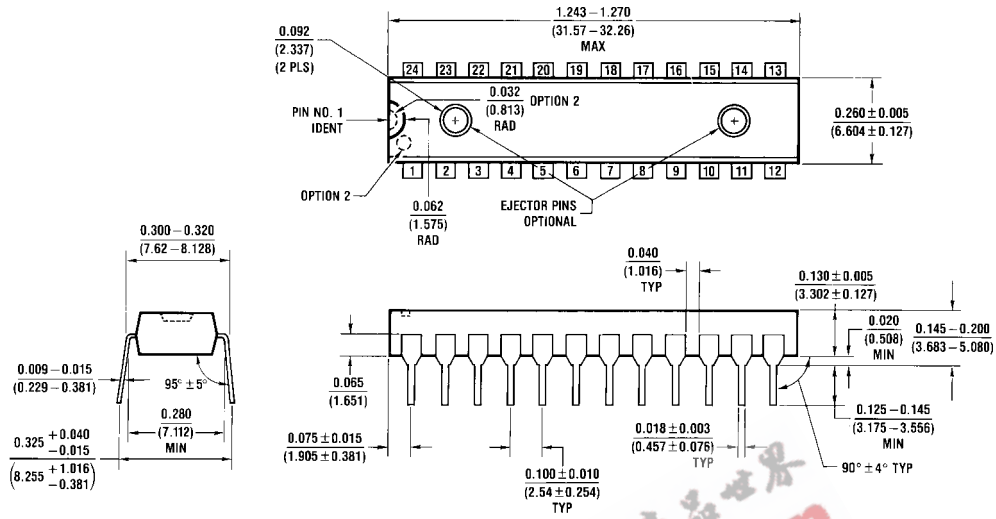 1.243–1.270
(31.57–32.26)
MAX
0.092
(2.337)
(2 PLS)
24 23 22 21 20 19 18 17 16 15 14 13
0.032
(0.813)
RAD
OPTION 2
PIN NO. 1
IDENT
0.260 ± 0.005
(6.604 ± 0.127)
1 2 3 4 5 6 7 8 9 10 11 12
OPTION 2
0.062
(1.575)
RAD
EJECTOR PINS
OPTIONAL
0.300–0.320
(7.62–8.128)
0.009–0.015
(0.229–0.381)
95° ± 5°
0.280
(7.112)
MIN
0.325 +0.040 –0.015
(8.255 +1.016 –0.381)
0.040
(1.016)
TYP
0.130 ± 0.005
(3.302 ± 0.127)
0.020
(0.508)
MIN
0.145–0.200
(3.683–5.080)
0.065
(1.651)
0.075 ± 0.015
(1.905 ± 0.381)
0.100 ± 0.010
(2.54 ± 0.254)
TYP
0.018 ± 0.003
(0.457 ± 0.076)
TYP
0.125–0.145
(3.175–3.556)
MIN
90° ± 4° TYP
世界